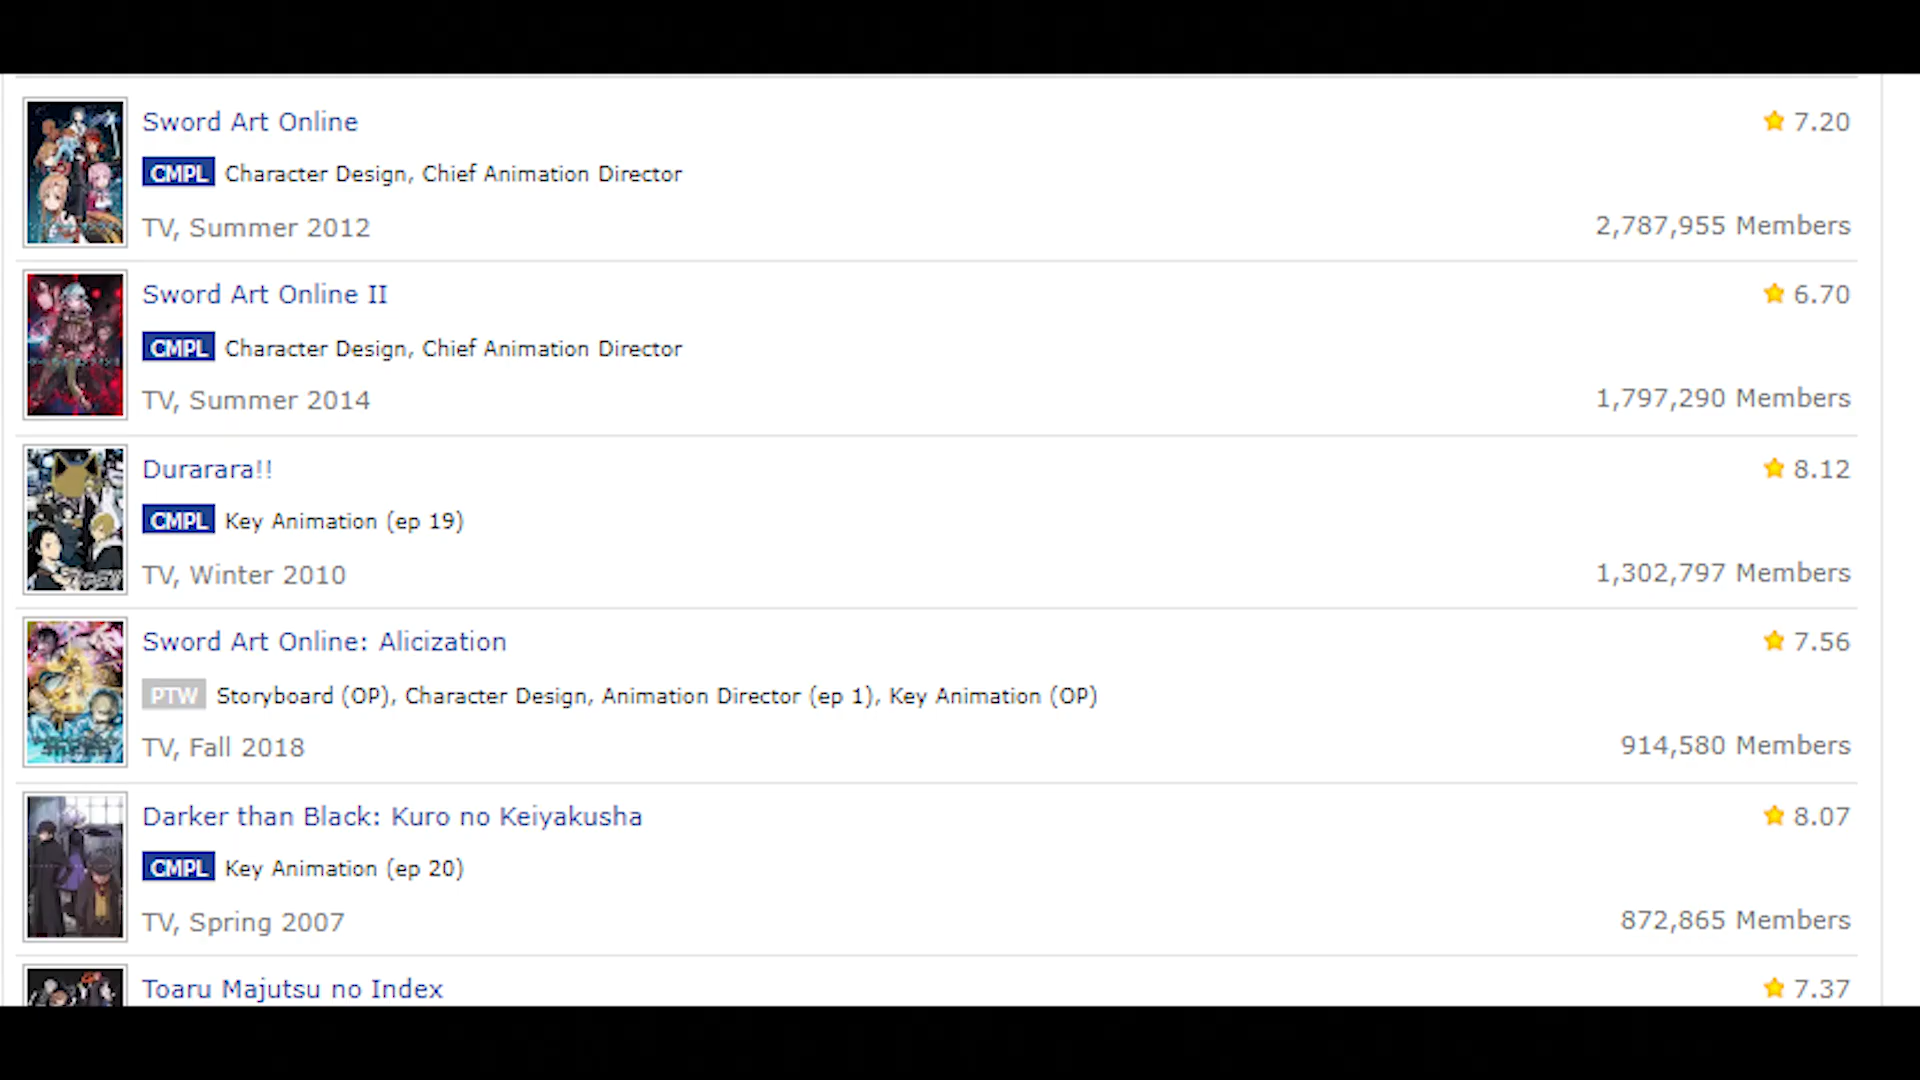 Sword Art Online
7.20
CMPL Character Design, Chief Animation Director
TV, Summer 2012
2,787,955 Members
Sword Art Online II
6.70
CMPL Character Design, Chief Animation Director
TV, Summer 2014
1,797,290 Members
Durarara!!
8.12
CMPL Key Animation (ep 19)
TV, Winter 2010
1,302,797 Members
Sword Art Online: Alicization
7.56
PTW Storyboard (OP), Character Design, Animation Director (ep 1), Key Animation (OP)
TV, Fall 2018
914,580 Members
Darker than Black: Kuro no Keiyakusha
8.07
CMPL Key Animation (ep 20)
TV, Spring 2007
872,865 Members
Toaru Majutsu no Index
7.37